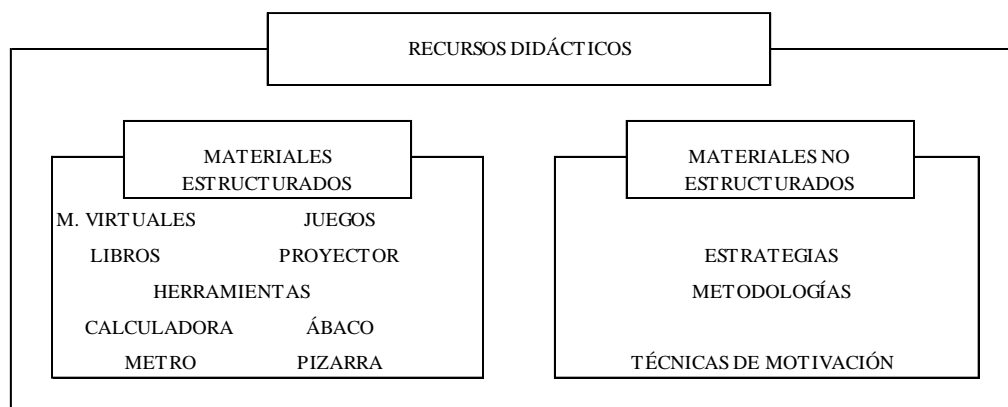 RECURSOS DIDÁCTICOS
MATERIALES
ESTRUCTURADOS
M. VIRTUALES JUEGOS
LIBROS PROYECTOR
HERRAMIENTAS
CALCULADORA ÁBACO
METRO PIZARRA
MATERIALES NO
ESTRUCTURADOS
ESTRATEGIAS
METODOLOGÍAS
TÉCNICAS DE MOTIVACIÓN